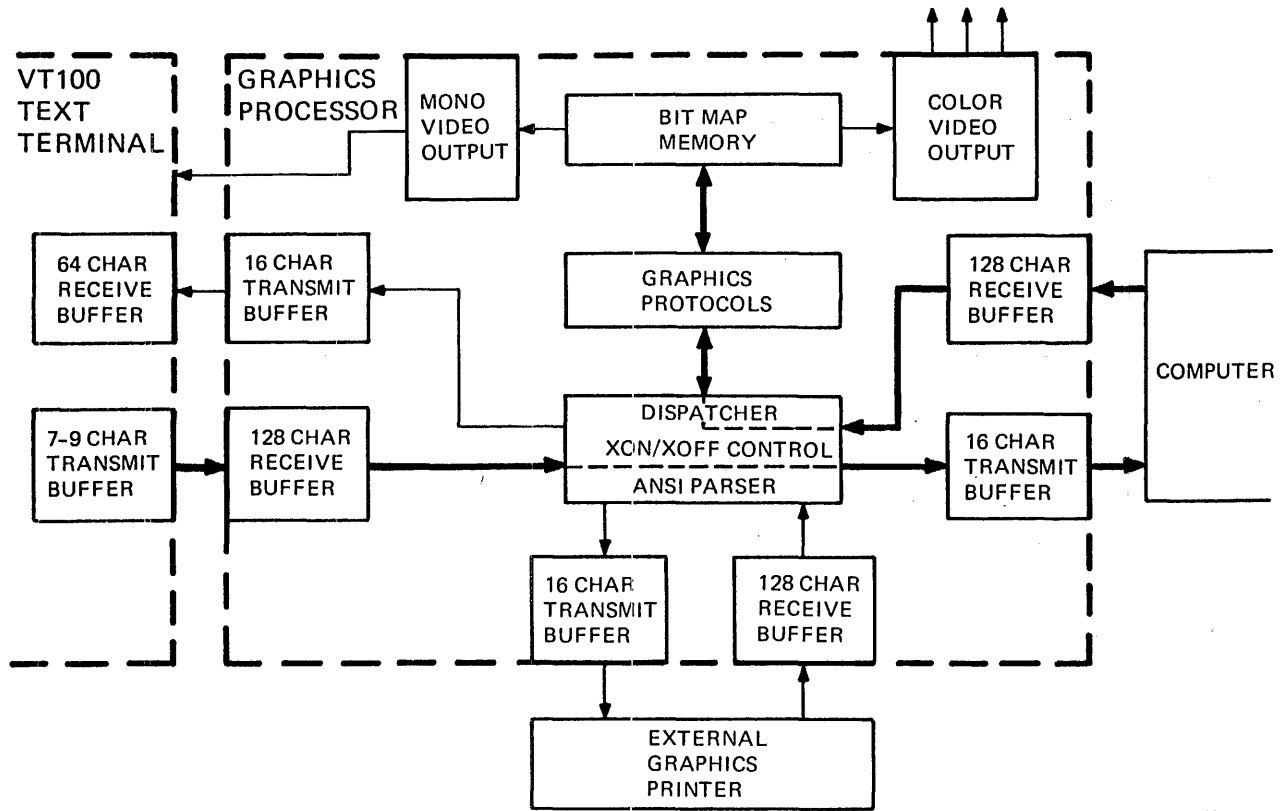 VT100
TEXT
TERMINAL
GRAPHICS
PROCESSOR
MONO
VIDEO
OUTPUT
BIT MAP
MEMORY
COLOR
VIDEO
OUTPUT
64 CHAR
RECEIVE
BUFFER
16 CHAR
TRANSMIT
BUFFER
GRAPHICS
PROTOCOLS
128 CHAR
RECEIVE
BUFFER
COMPUTER
7-9 CHAR
TRANSMIT
BUFFER
128 CHAR
RECEIVE
BUFFER
DISPATCHER
XON/XOFF CONTROL
ANSI PARSER
16 CHAR
TRANSMIT
BUFFER
16 CHAR
TRANSMIT
BUFFER
128 CHAR
RECEIVE
BUFFER
EXTERNAL
GRAPHICS
PRINTER